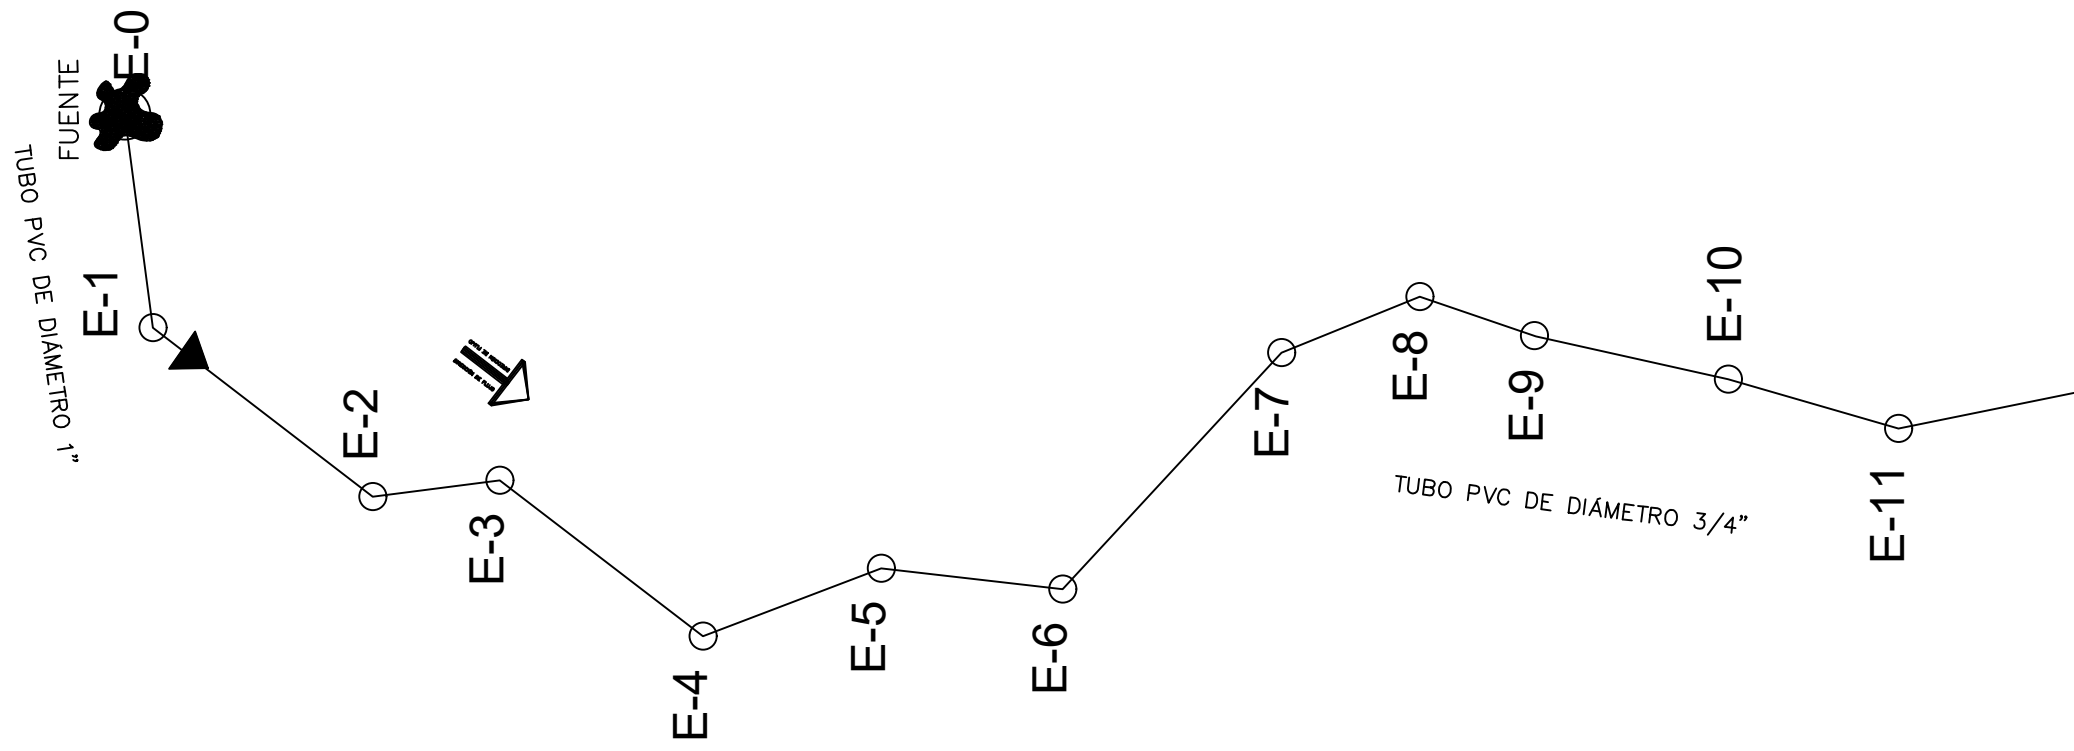 E-0
FUENTE
TUBO PVC DE DIÁMETRO 1”
E-1
E-2
E-3
E-4
E-5
E-6
E-7
E-8
E-9
E-10
E-11
TUBO PVC DE DIÁMETRO 3/4”